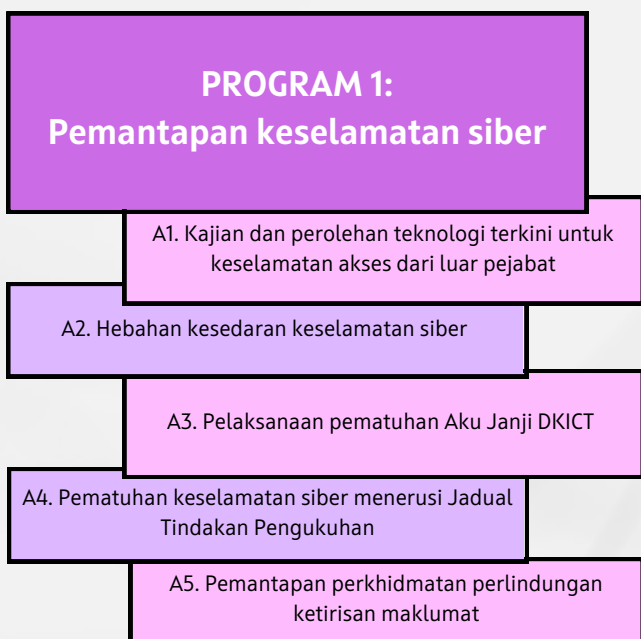 PROGRAM 1:
Pemantapan keselamatan siber
A1. Kajian dan perolehan teknologi terkini untuk
keselamatan akses dari luar pejabat
A2. Hebahan kesedaran keselamatan siber
A3. Pelaksanaan pematuhan Aku Janji DKICT
A4. Pematuhan keselamatan siber menerusi Jadual
Tindakan Pengukuhan
A5. Pemantapan perkhidmatan perlindungan
ketirisan maklumat